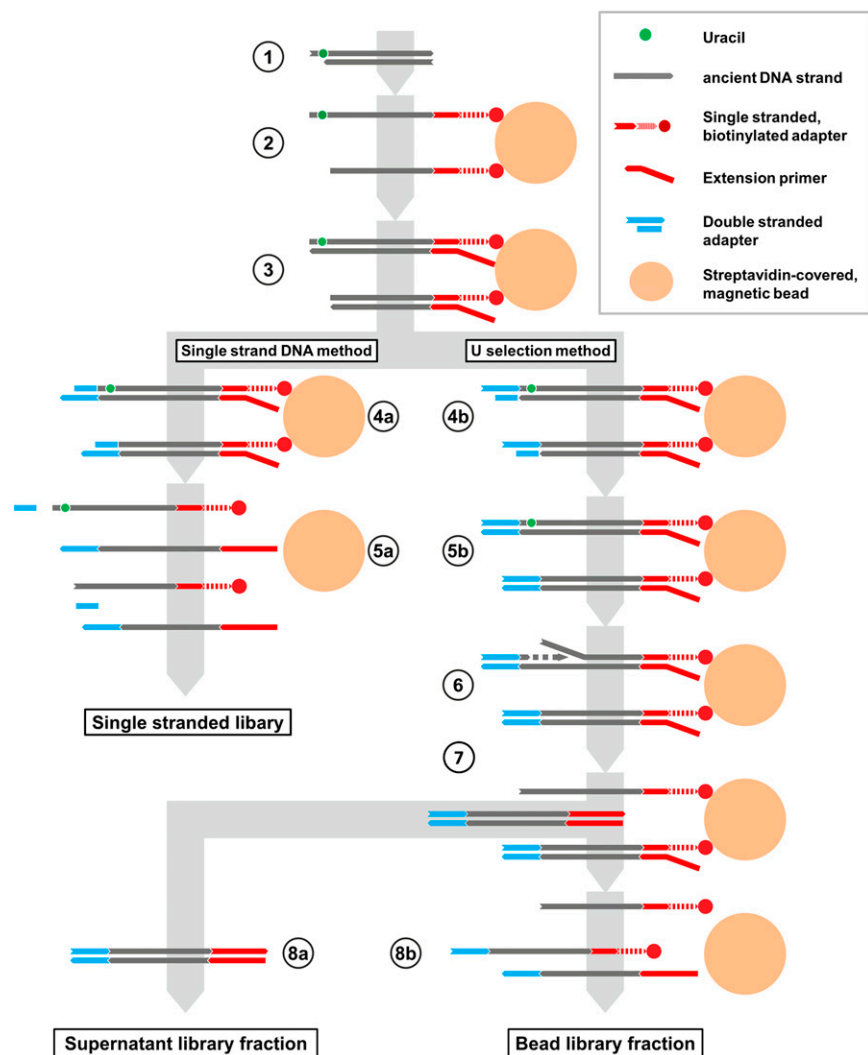 1
Uracil
ancient DNA strand
2
Single stranded,
biotinylated adapter
Extension primer
Double stranded
adapter
3
Streptavidin-covered,
magnetic bead
Single strand DNA method
U selection method
4a
4b
5a
5b
6
Single stranded libary
7
8a
8b
Supernatant library fraction
Bead library fraction